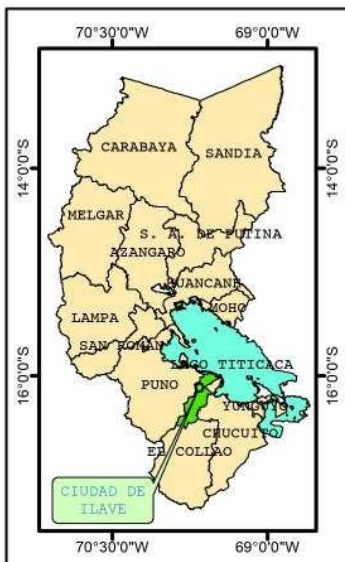 70°30'0"W 69°0'0"W
14°0'0"S 14°0'0"S
CARABAYA
SANDIA
MELGAR
S. A. DE PUTINA
AZANGARO
HUANCANE
MOHO
LAMPA
SAN ROMAN
LAGO TITICACA
16°0'0"S 16°0'0"S
PUNO
YUNGUYO
CHUCUITO
EL COLLAO
CIUDAD DE
ILAVE
70°30'0"W 69°0'0"W